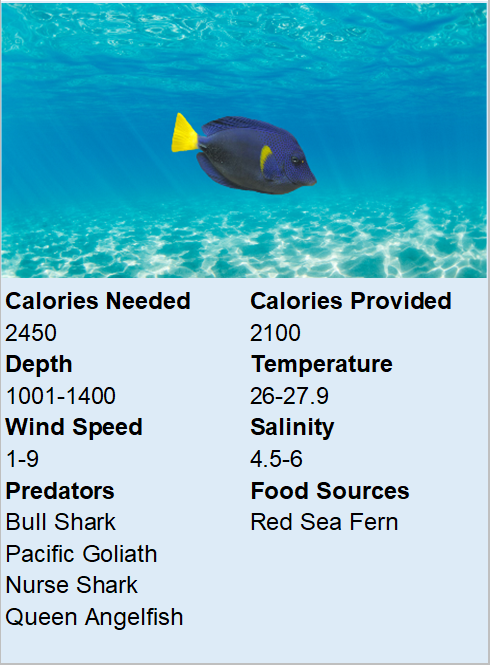 Calories Needed
Calories Provided
2450
2100
Depth
Temperature
1001-1400
26-27.9
Wind Speed
Salinity
1-9
4.5-6
Predators
Food Sources
Bull Shark
Red Sea Fern
Pacific Goliath
Nurse Shark
Queen Angelfish